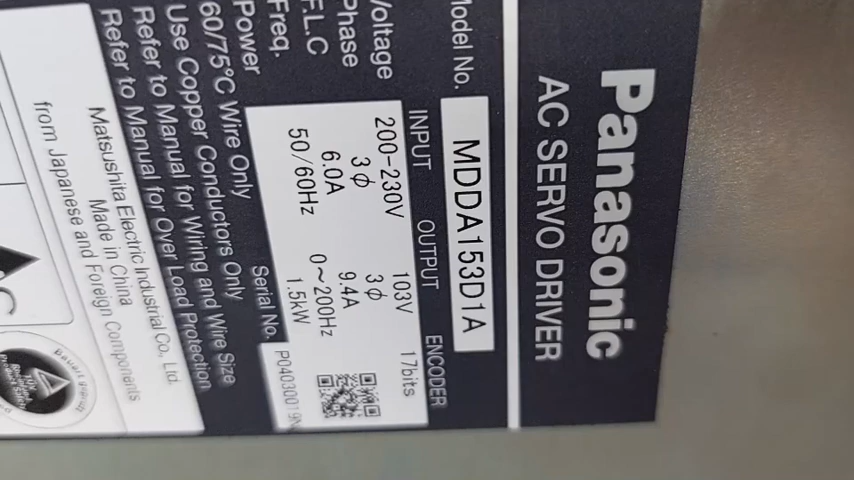 Panasonic
AC SERVO DRIVER
Model No. MDDA153D1A
INPUT OUTPUT ENCODER
Voltage 200-230V 103V 17bits
Phase 3ϕ 3ϕ
F.L.C 6.0A 9.4A
Freq. 50/60Hz 0~200Hz
Power 1.5kW
60/75°C Wire Only Serial No. P04030019N
Use Copper Conductors Only
Refer to Manual for Wiring and Wire Size
Refer to Manual for Over Load Protection
Matsushita Electric Industrial Co., Ltd.
Made in China
from Japanese and Foreign Components